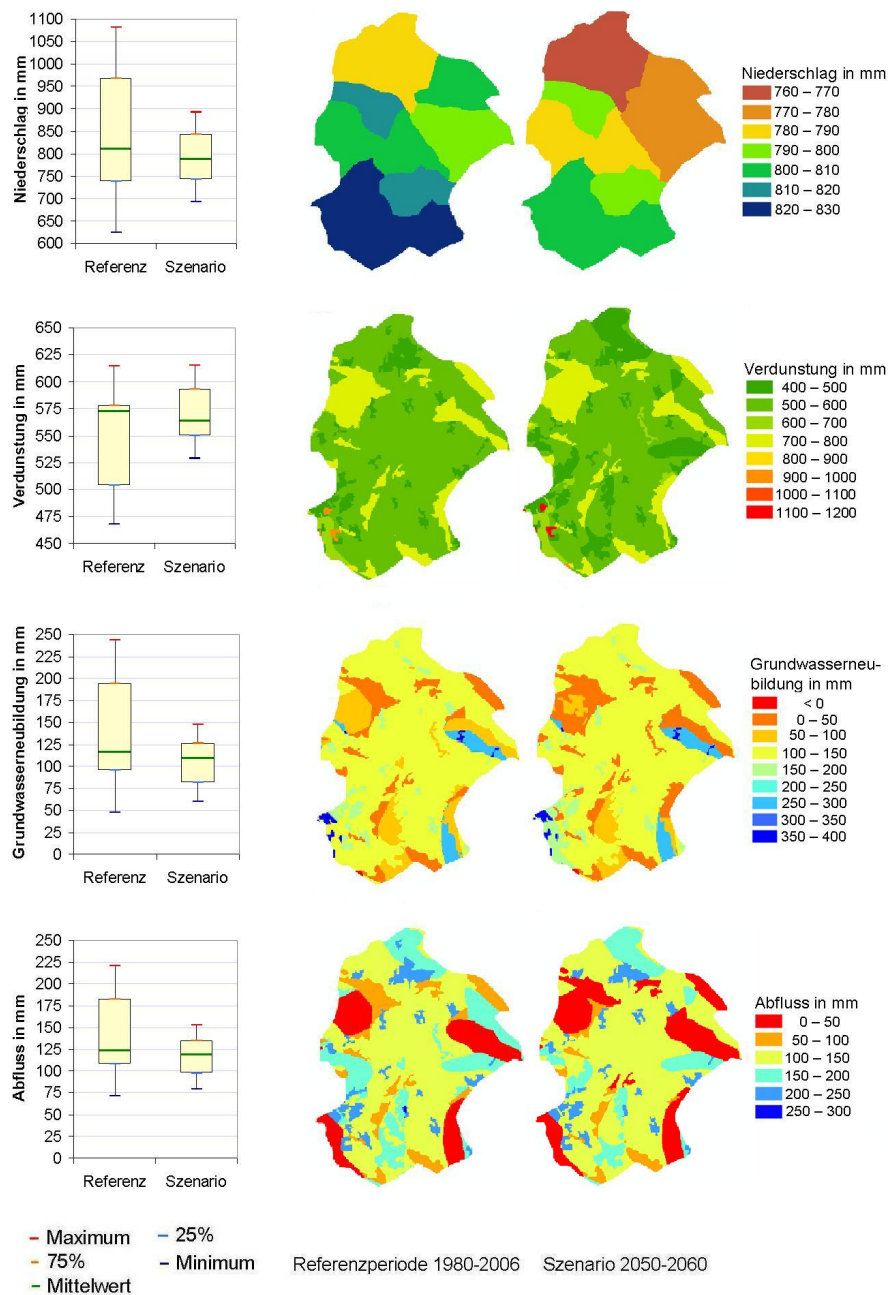 Niederschlag in mm
1100
1050
1000
950
900
850
800
750
700
650
600
Referenz Szenario
Niederschlag in mm
760 – 770
770 – 780
780 – 790
790 – 800
800 – 810
810 – 820
820 – 830
Verdunstung in mm
650
625
600
575
550
525
500
475
450
Referenz Szenario
Verdunstung in mm
400 – 500
500 – 600
600 – 700
700 – 800
800 – 900
900 – 1000
1000 – 1100
1100 – 1200
Grundwasserneubildung in mm
250
225
200
175
150
125
100
75
50
25
0
Referenz Szenario
Grundwasserneu-
bildung in mm
< 0
0 – 50
50 – 100
100 – 150
150 – 200
200 – 250
250 – 300
300 – 350
350 – 400
Abfluss in mm
250
225
200
175
150
125
100
75
50
25
0
Referenz Szenario
Abfluss in mm
0 – 50
50 – 100
100 – 150
150 – 200
200 – 250
250 – 300
Maximum 25%
75% Minimum
Mittelwert
Referenzperiode 1980-2006 Szenario 2050-2060